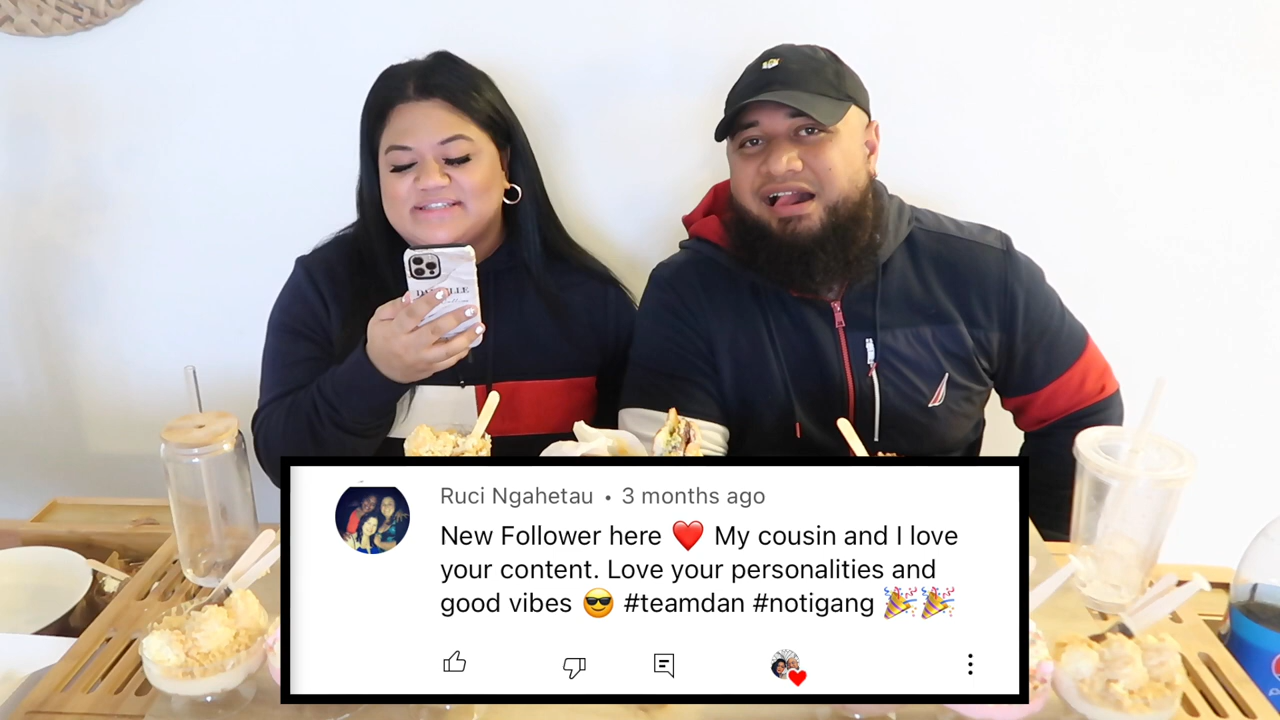 Ruci Ngahetau • 3 months ago
New Follower here ❤️ My cousin and I love
your content. Love your personalities and
good vibes 😎 #teamdan #notigang 🎉🎉